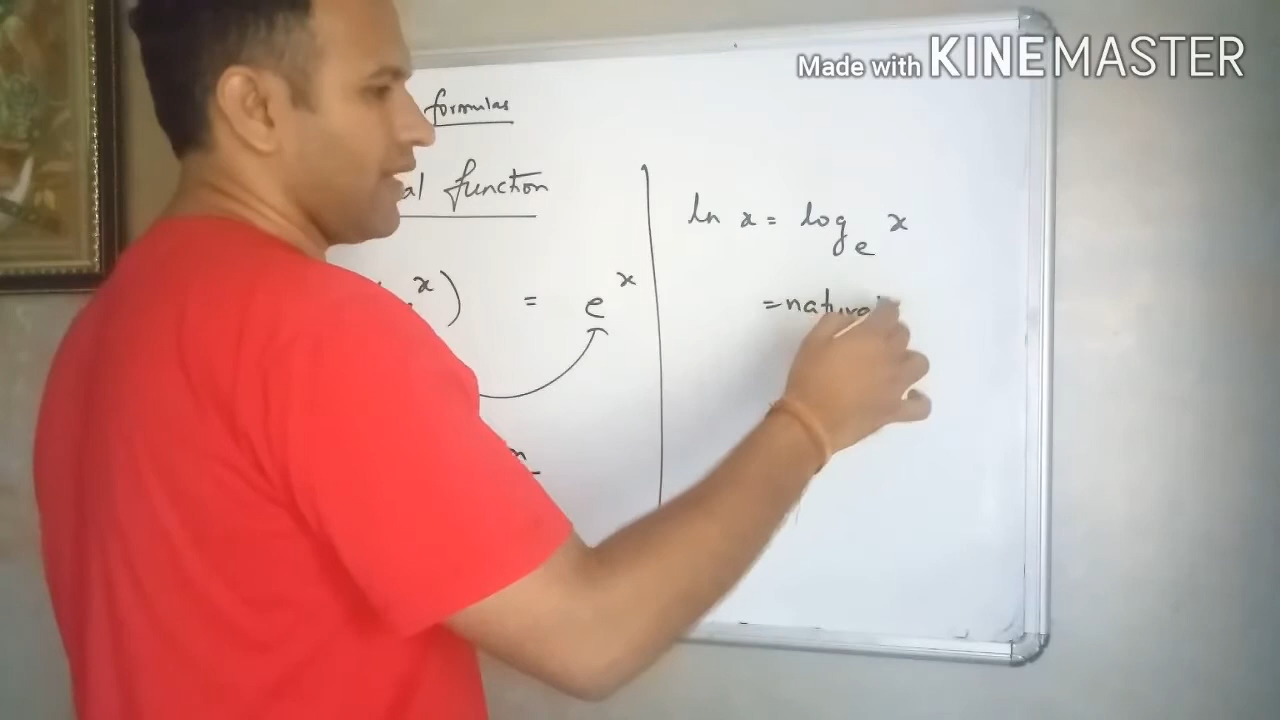 Made with KINEMASTER
formulas
al function
x) = e^x
ln x = log_e x
= natural